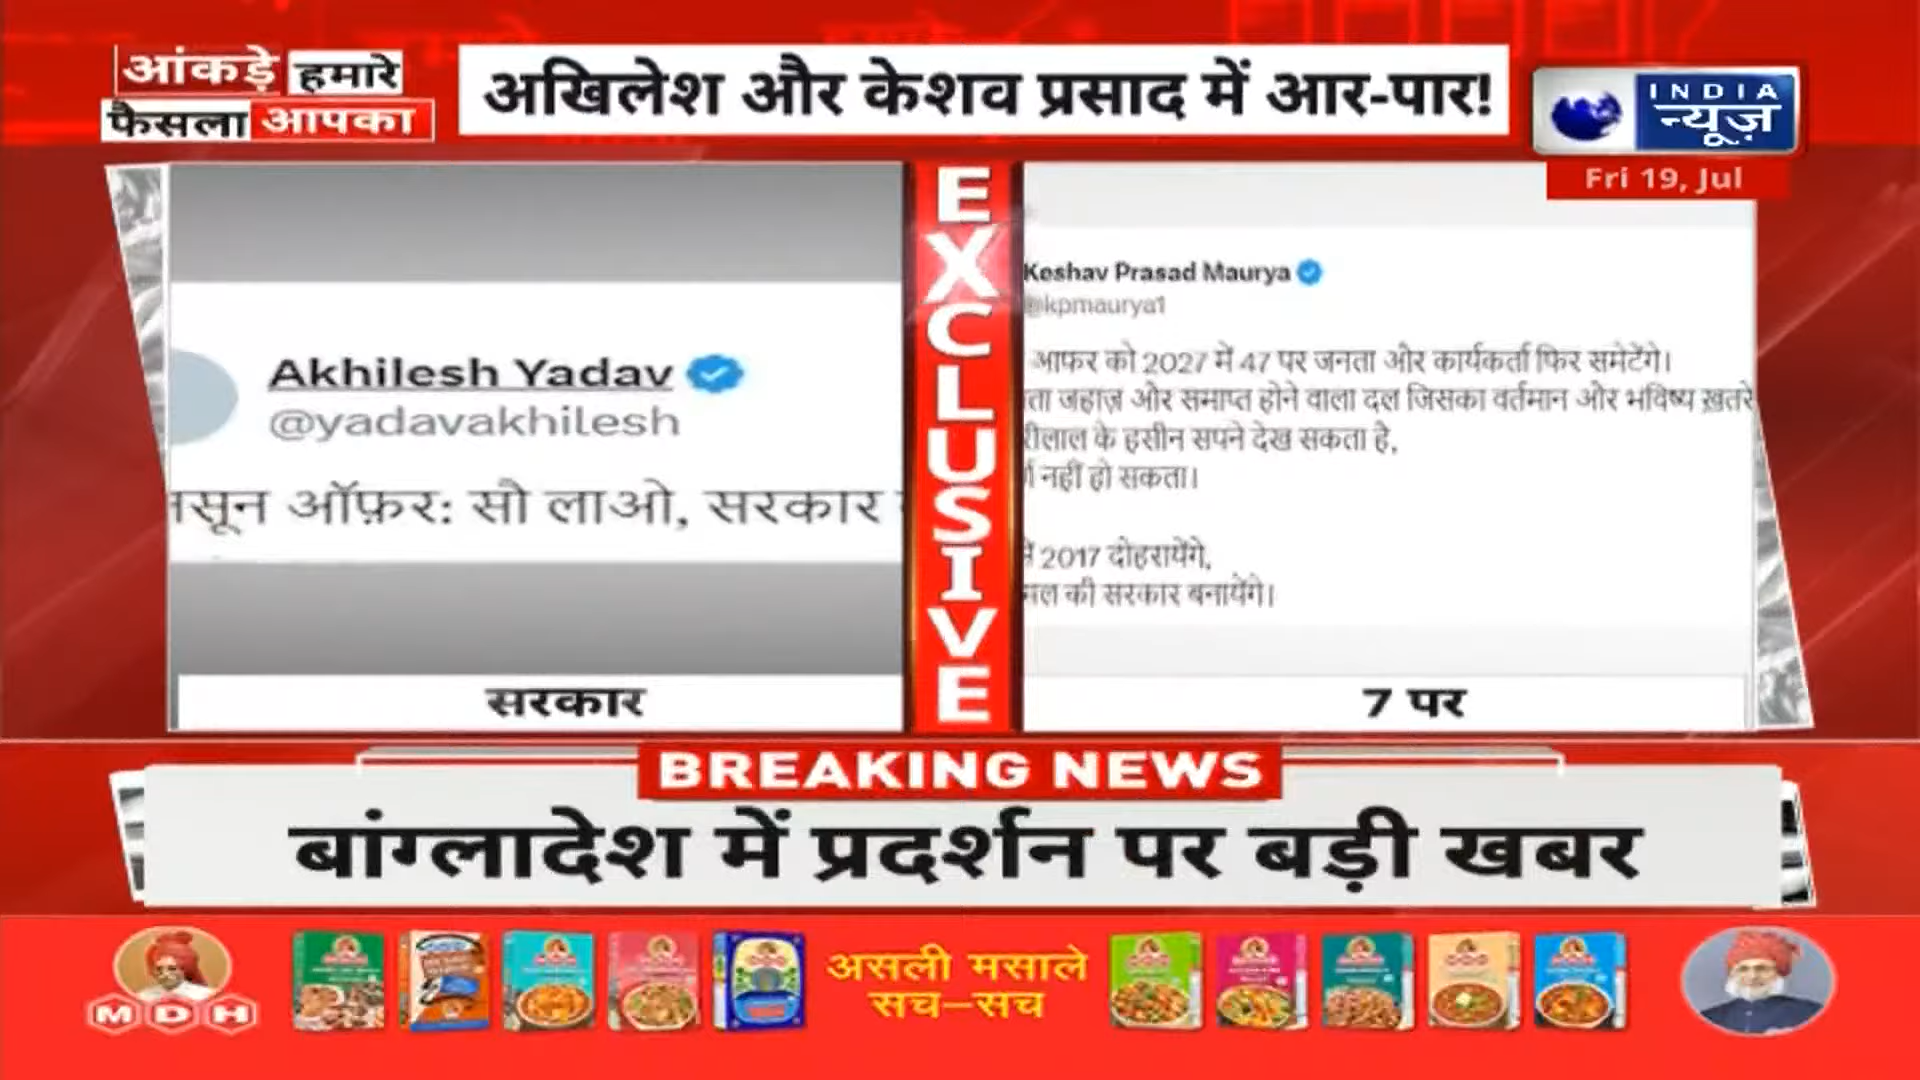 आंकड़े हमारे
फैसला आपका
अखिलेश और केशव प्रसाद में आर-पार!
INDIA
न्यूज़
Fri 19, Jul
Akhilesh Yadav
@yadavakhilesh
ऑफ़र: सौ लाओ, सरकार
सरकार
EXCLUSIVE
Keshav Prasad Maurya
@kpmaurya1
आफर को 2027 में 47 पर जनता और कार्यकर्ता फिर समेटेंगे।
जहाज़ और समाप्त होने वाला दल जिसका वर्तमान और भविष्य ख़तरे
के हसीन सपने देख सकता है,
नहीं हो सकता।
2017 दोहरायेंगे,
की सरकार बनायेंगे।
7 पर
BREAKING NEWS
बांग्लादेश में प्रदर्शन पर बड़ी खबर
MDH
असली मसाले
सच–सच